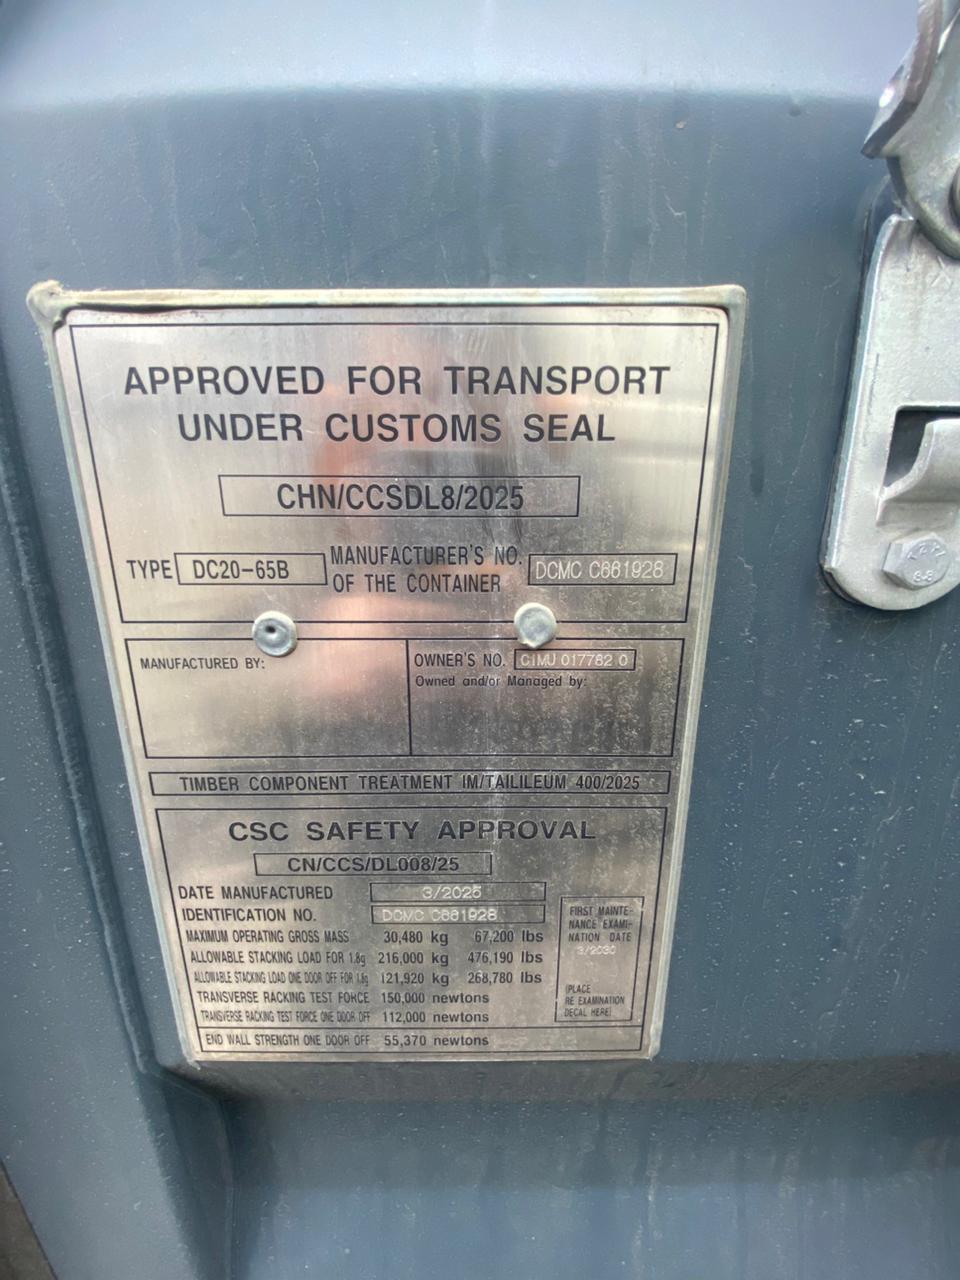 APPROVED FOR TRANSPORT
UNDER CUSTOMS SEAL
CHN/CCSDL8/2025
TYPE DC20-65B MANUFACTURER'S NO. OF THE CONTAINER DCMC C661928
MANUFACTURED BY:
OWNER'S NO. CIMU 017782 0
Owned and/or Managed by:
TIMBER COMPONENT TREATMENT IM/TAILILEUM 400/2025
CSC SAFETY APPROVAL
CN/CCS/DL008/25
DATE MANUFACTURED 3/2025
IDENTIFICATION NO. DCMC C661928
MAXIMUM OPERATING GROSS MASS 30,480 kg 67,200 lbs
ALLOWABLE STACKING LOAD FOR 1.8g 216,000 kg 476,190 lbs
ALLOWABLE STACKING LOAD ONE DOOR OFF FOR 1.8g 121,920 kg 268,780 lbs
TRANSVERSE RACKING TEST FORCE 150,000 newtons
TRANSVERSE RACKING TEST FORCE ONE DOOR OFF 112,000 newtons
END WALL STRENGTH ONE DOOR OFF 55,370 newtons
FIRST MAINTE-
NANCE EXAMI-
NATION DATE
3/2030
(PLACE
RE EXAMINATION
DECAL HERE)
8.8